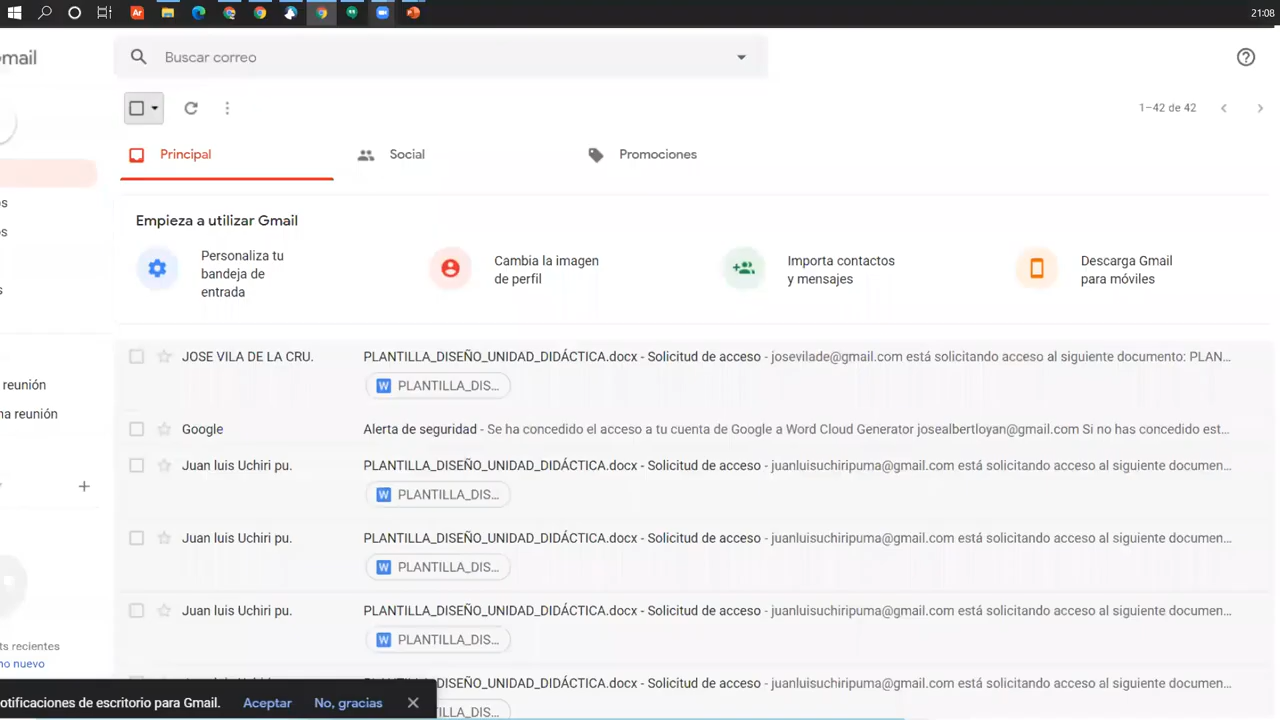 21:08
Gmail
Buscar correo
1–42 de 42
Principal
Social
Promociones
Empieza a utilizar Gmail
Personaliza tu
bandeja de
entrada
Cambia la imagen
de perfil
Importa contactos
y mensajes
Descarga Gmail
para móviles
JOSE VILA DE LA CRU. PLANTILLA_DISEÑO_UNIDAD_DIDÁCTICA.docx - Solicitud de acceso - josevilade@gmail.com está solicitando acceso al siguiente documento: PLAN...
PLANTILLA_DIS...
reunión
Google Alerta de seguridad - Se ha concedido el acceso a tu cuenta de Google a Word Cloud Generator josealbertloyan@gmail.com Si no has concedido est...
na reunión
Juan luis Uchiri pu. PLANTILLA_DISEÑO_UNIDAD_DIDÁCTICA.docx - Solicitud de acceso - juanluisuchiripuma@gmail.com está solicitando acceso al siguiente documen...
PLANTILLA_DIS...
Juan luis Uchiri pu. PLANTILLA_DISEÑO_UNIDAD_DIDÁCTICA.docx - Solicitud de acceso - juanluisuchiripuma@gmail.com está solicitando acceso al siguiente documen...
PLANTILLA_DIS...
Juan luis Uchiri pu. PLANTILLA_DISEÑO_UNIDAD_DIDÁCTICA.docx - Solicitud de acceso - juanluisuchiripuma@gmail.com está solicitando acceso al siguiente documen...
PLANTILLA_DIS...
ts recientes
no nuevo
PLANTILLA_DISEÑO_UNIDAD_DIDÁCTICA.docx - Solicitud de acceso - juanluisuchiripuma@gmail.com está solicitando acceso al siguiente documen...
PLANTILLA_DIS...
otificaciones de escritorio para Gmail. Aceptar No, gracias